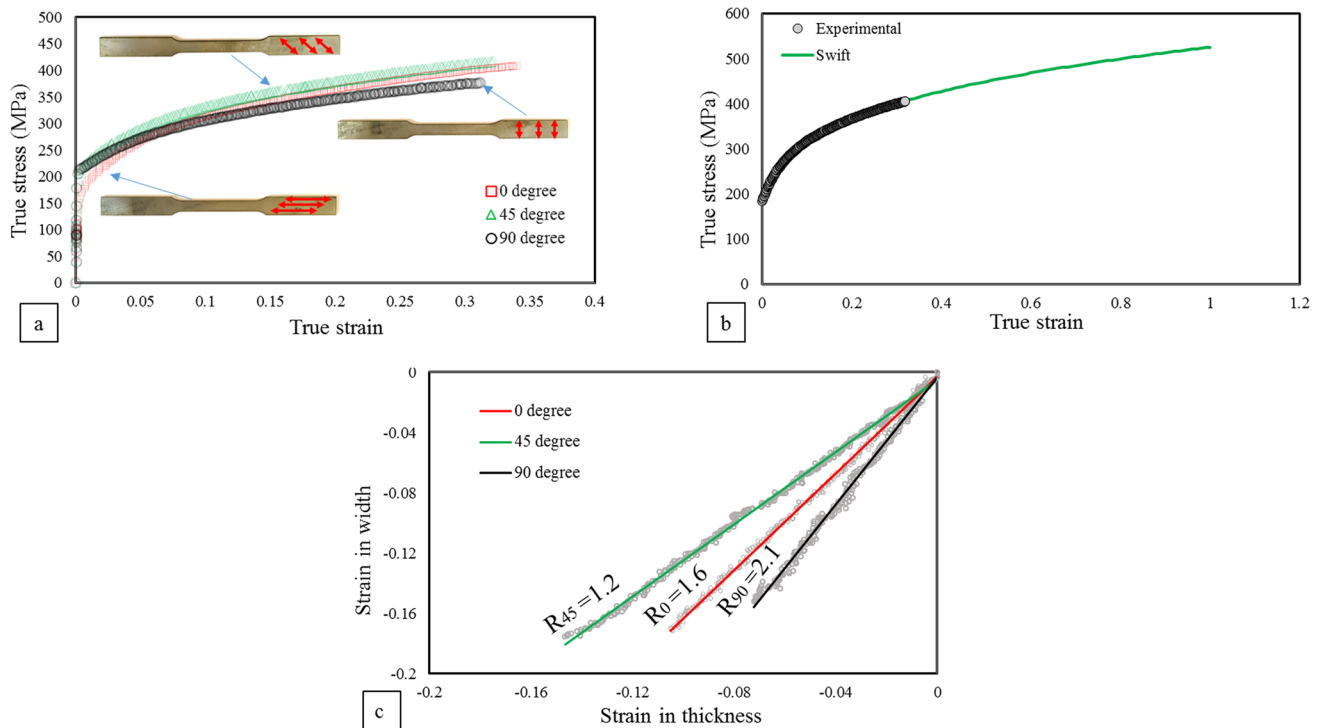 500
450
400
350
300
250
200
150
100
50
0
True stress (MPa)
0 degree
45 degree
90 degree
0 0.05 0.1 0.15 0.2 0.25 0.3 0.35 0.4
True strain
a
600
500
400
300
200
100
0
True stress (MPa)
Experimental
Swift
0 0.2 0.4 0.6 0.8 1 1.2
True strain
b
0
-0.04
-0.08
-0.12
-0.16
-0.2
Strain in width
0 degree
45 degree
90 degree
R45 =1.2
R0 =1.6
R90 =2.1
-0.2 -0.16 -0.12 -0.08 -0.04 0
Strain in thickness
c